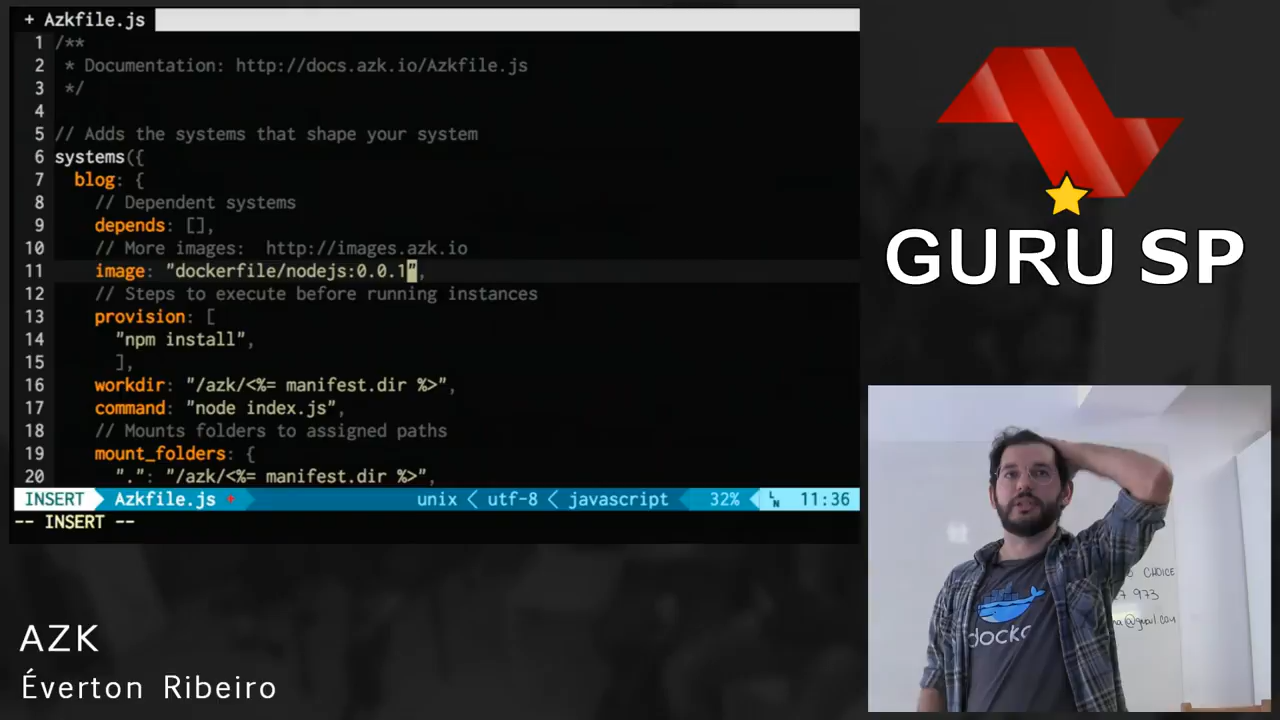 + Azkfile.js
1 /**
2  * Documentation: http://docs.azk.io/Azkfile.js
3  */
4
5 // Adds the systems that shape your system
6 systems({
7   blog: {
8     // Dependent systems
9     depends: [],
10     // More images:  http://images.azk.io
11     image: "dockerfile/nodejs:0.0.1",
12     // Steps to execute before running instances
13     provision: [
14       "npm install",
15       ],
16     workdir: "/azk/<%= manifest.dir %>",
17     command: "node index.js",
18     // Mounts folders to assigned paths
19     mount_folders: {
20       ".": "/azk/<%= manifest.dir %>",
INSERT Azkfile.js + unix < utf-8 < javascript 32% LN 11:36
-- INSERT --
GURU SP
CHOICE
973
@gmail.com
AZK
Éverton Ribeiro